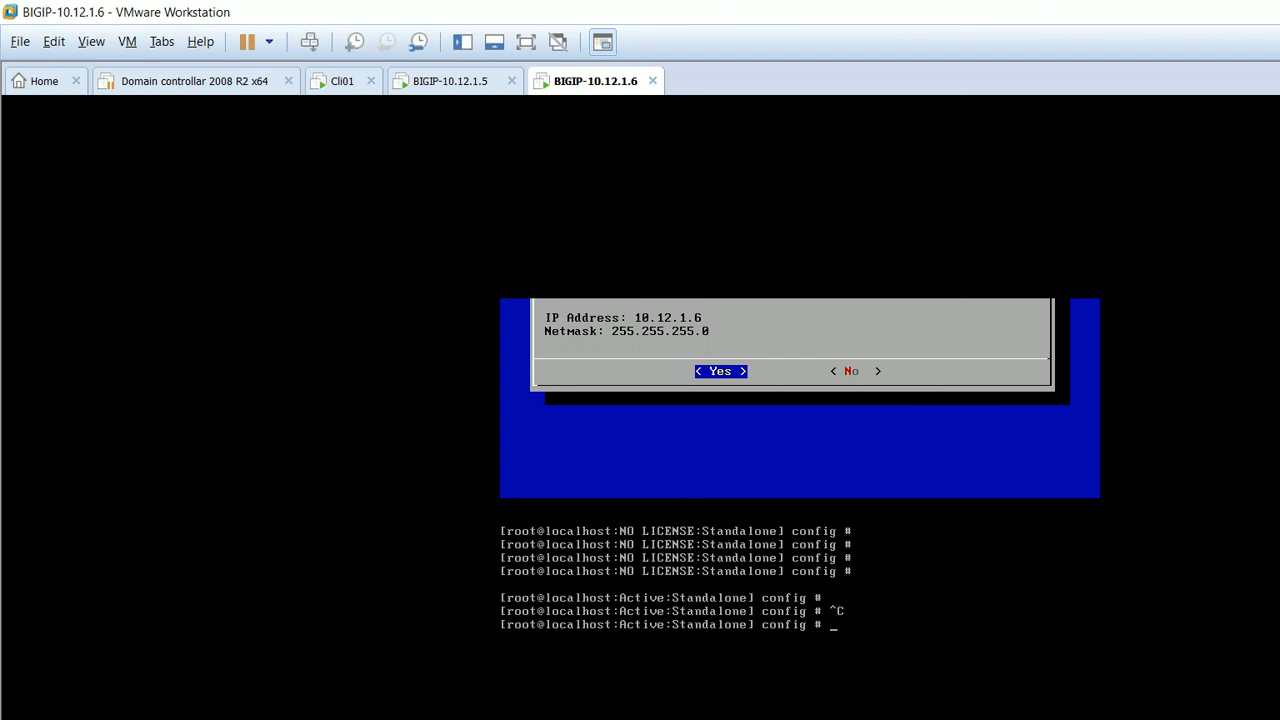 BIGIP-10.12.1.6 - VMware Workstation
File Edit View VM Tabs Help
Home Domain controllar 2008 R2 x64 Cli01 BIGIP-10.12.1.5 BIGIP-10.12.1.6
IP Address: 10.12.1.6
Netmask: 255.255.255.0
< Yes > < No >
[root@localhost:NO LICENSE:Standalone] config #
[root@localhost:NO LICENSE:Standalone] config #
[root@localhost:NO LICENSE:Standalone] config #
[root@localhost:NO LICENSE:Standalone] config #
[root@localhost:Active:Standalone] config #
[root@localhost:Active:Standalone] config # ^C
[root@localhost:Active:Standalone] config # _